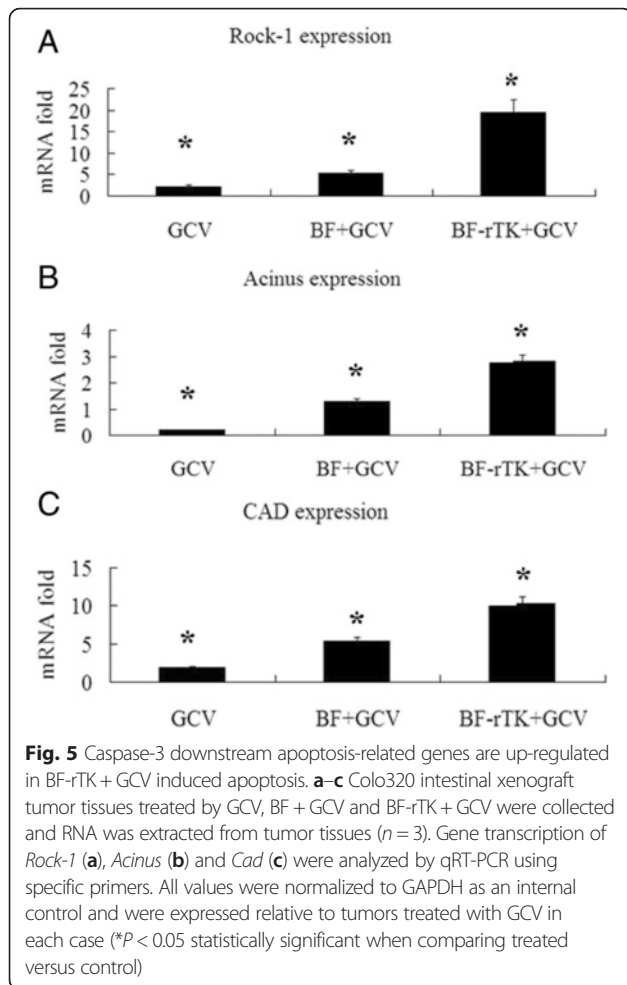 A
Rock-1 expression
mRNA fold
25
20
15
10
5
0
*
*
*
GCV
BF+GCV
BF-rTK+GCV
B
Acinus expression
mRNA fold
4
3
2
1
0
*
*
*
GCV
BF+GCV
BF-rTK+GCV
C
CAD expression
mRNA fold
15
10
5
0
*
*
*
GCV
BF+GCV
BF-rTK+GCV
Fig. 5 Caspase-3 downstream apoptosis-related genes are up-regulated
in BF-rTK + GCV induced apoptosis. a–c Colo320 intestinal xenograft
tumor tissues treated by GCV, BF + GCV and BF-rTK + GCV were collected
and RNA was extracted from tumor tissues (n = 3). Gene transcription of
Rock-1 (a), Acinus (b) and Cad (c) were analyzed by qRT-PCR using
specific primers. All values were normalized to GAPDH as an internal
control and were expressed relative to tumors treated with GCV in
each case (*P < 0.05 statistically significant when comparing treated
versus control)